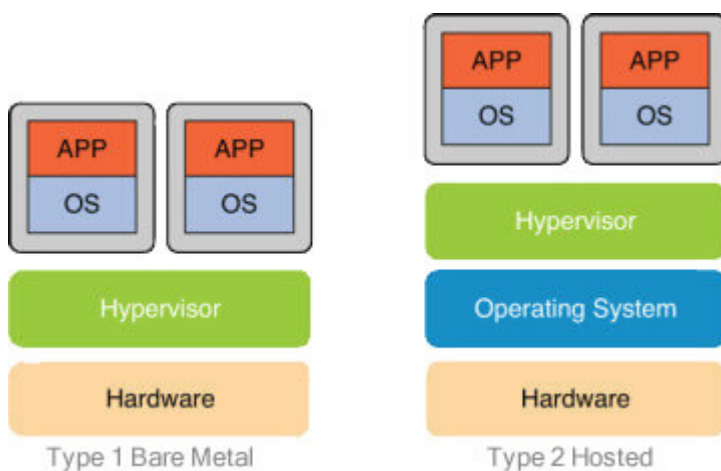 APP APP
OS OS
Hypervisor
Hardware
Type 1 Bare Metal
APP APP
OS OS
Hypervisor
Operating System
Hardware
Type 2 Hosted